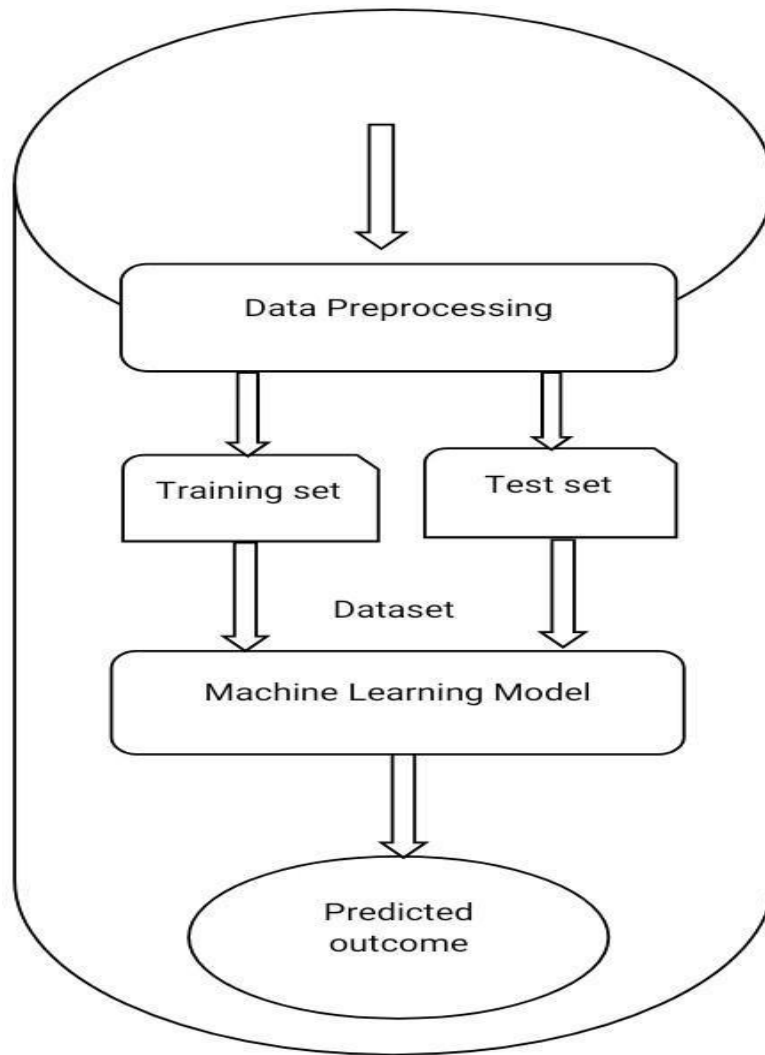 Data Preprocessing
Training set
Test set
Dataset
Machine Learning Model
Predicted
outcome